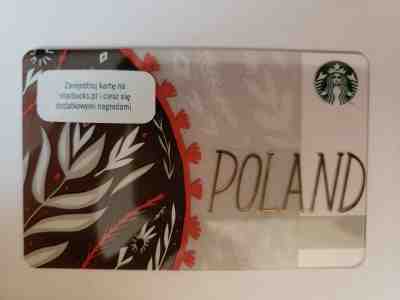 Zarejestruj kartę na
starbucks.pl i ciesz się
dodatkowymi nagrodami
POLAND